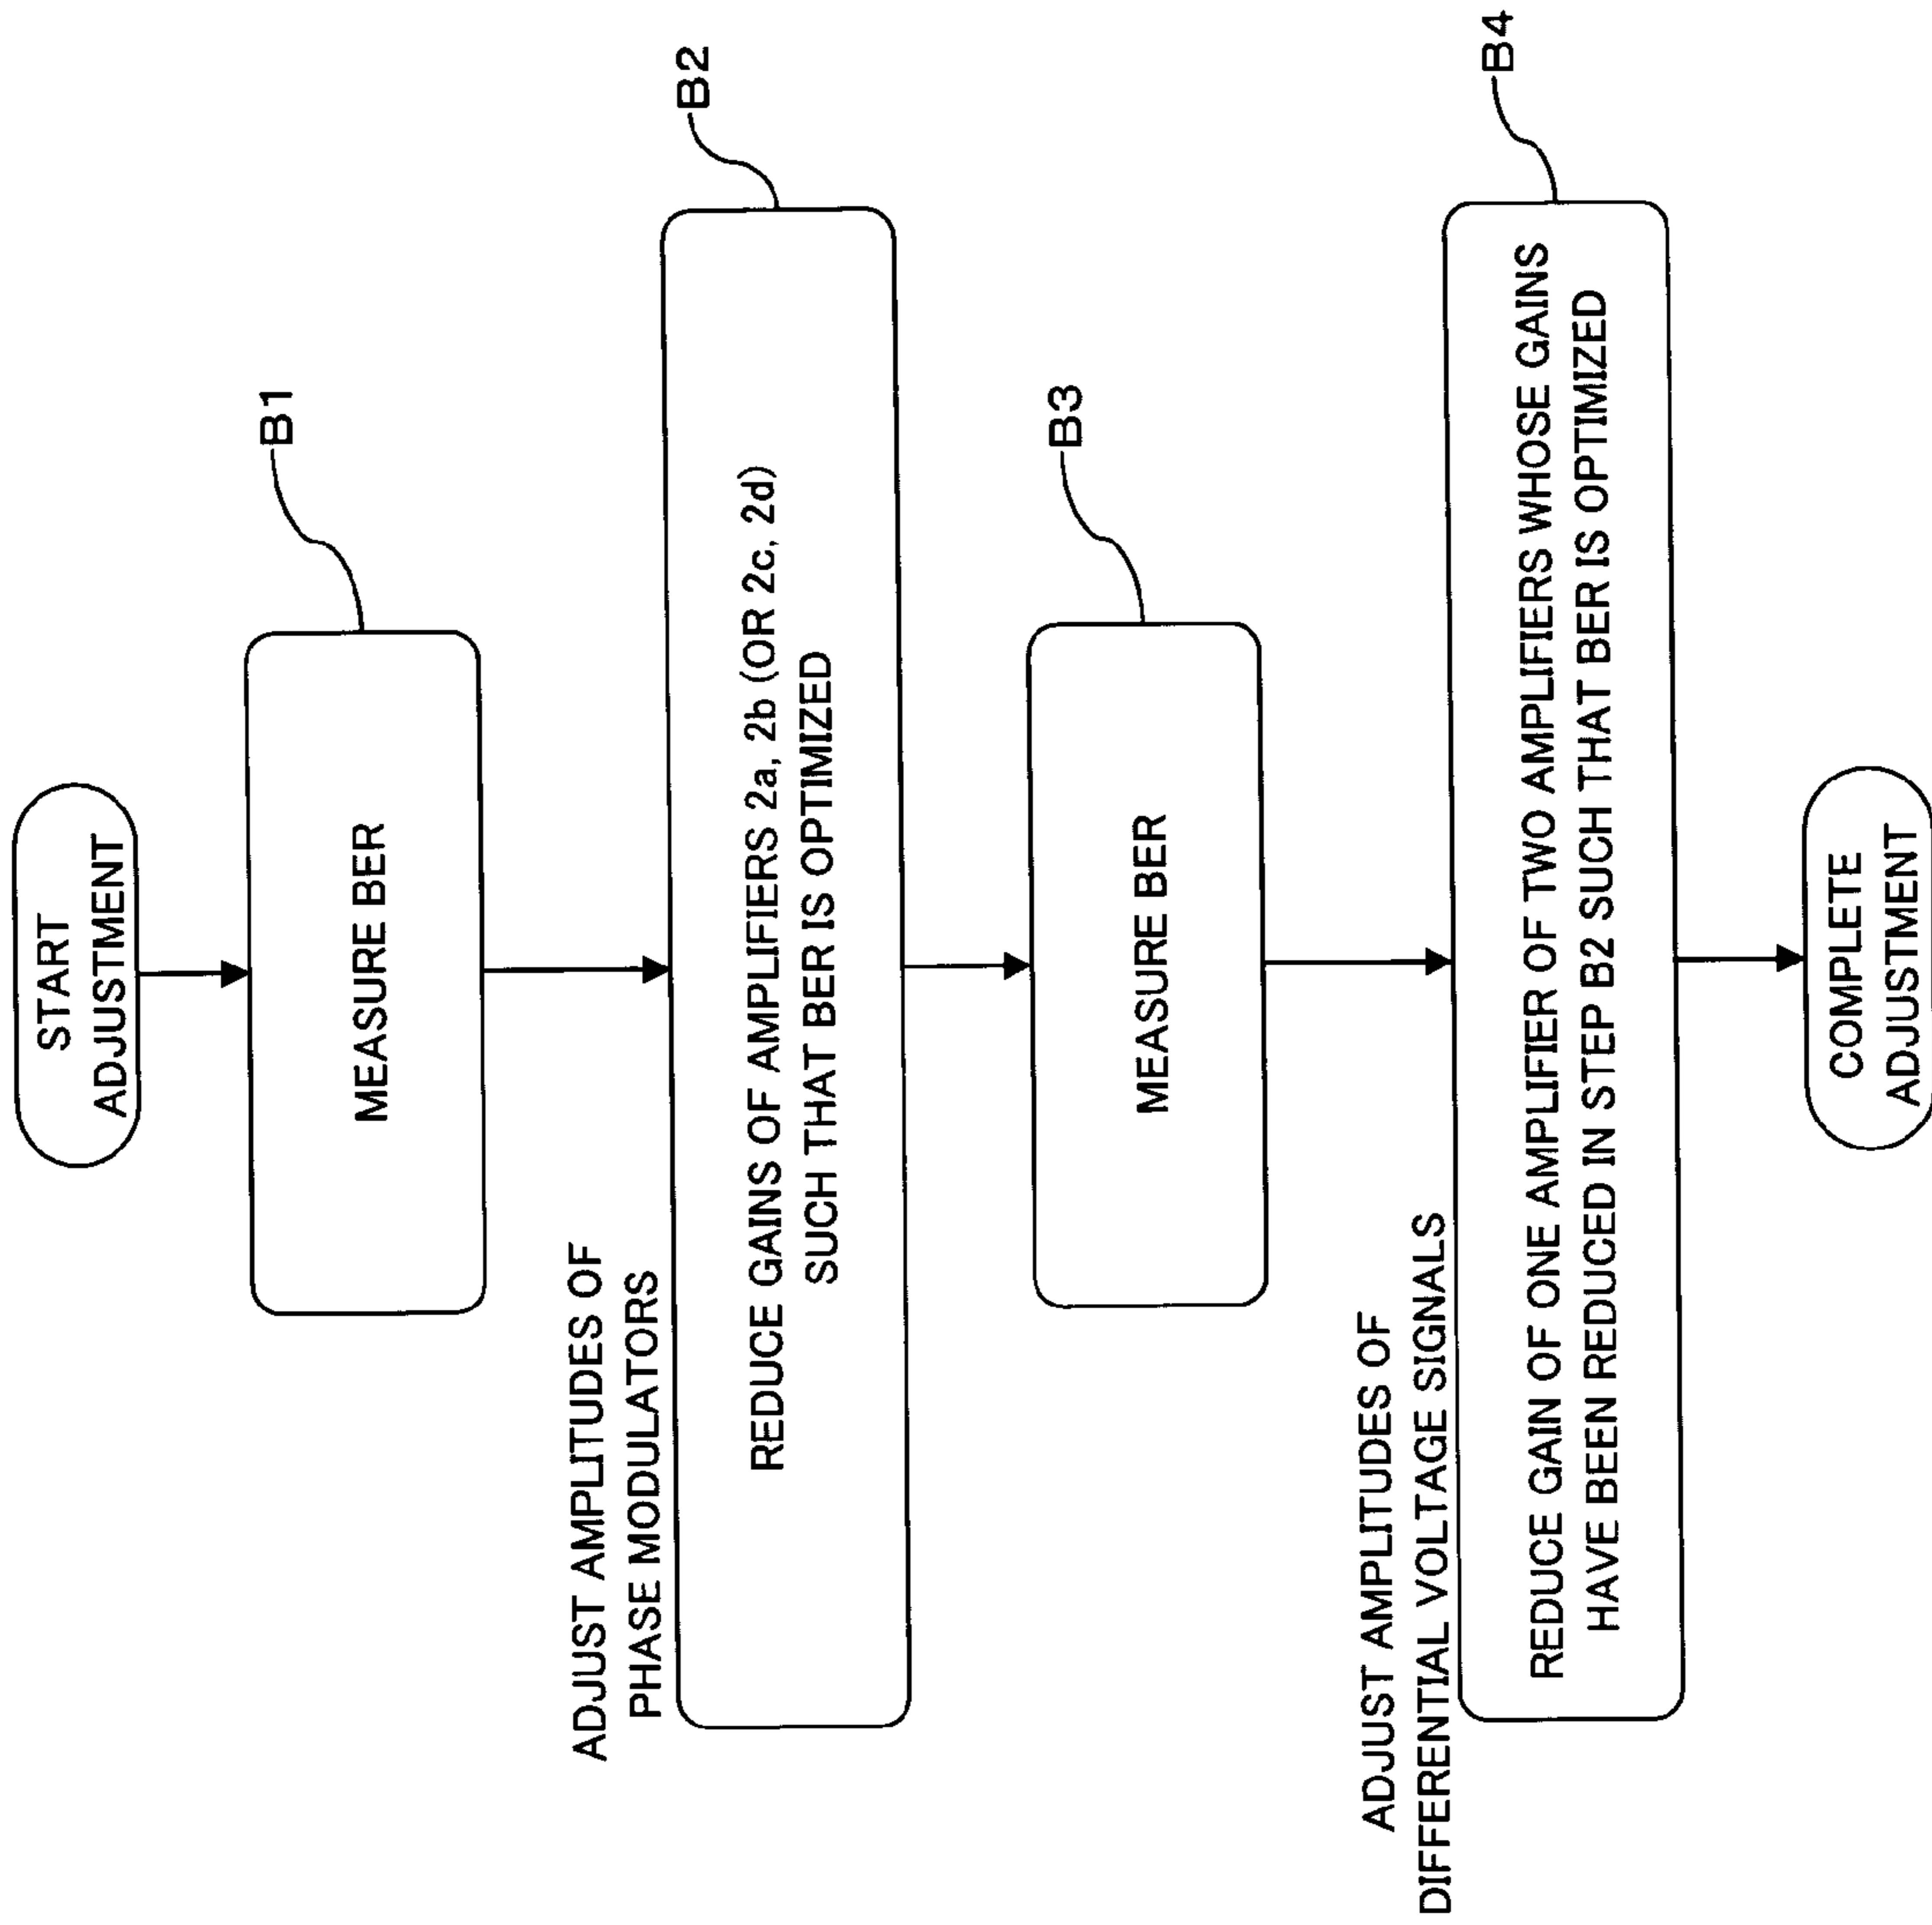 START
ADJUSTMENT
B1
MEASURE BER
ADJUST AMPLITUDES OF
PHASE MODULATORS
B2
REDUCE GAINS OF AMPLIFIERS 2a, 2b (OR 2c, 2d)
SUCH THAT BER IS OPTIMIZED
B3
MEASURE BER
ADJUST AMPLITUDES OF
DIFFERENTIAL VOLTAGE SIGNALS
B4
REDUCE GAIN OF ONE AMPLIFIER OF TWO AMPLIFIERS WHOSE GAINS
HAVE BEEN REDUCED IN STEP B2 SUCH THAT BER IS OPTIMIZED
COMPLETE
ADJUSTMENT